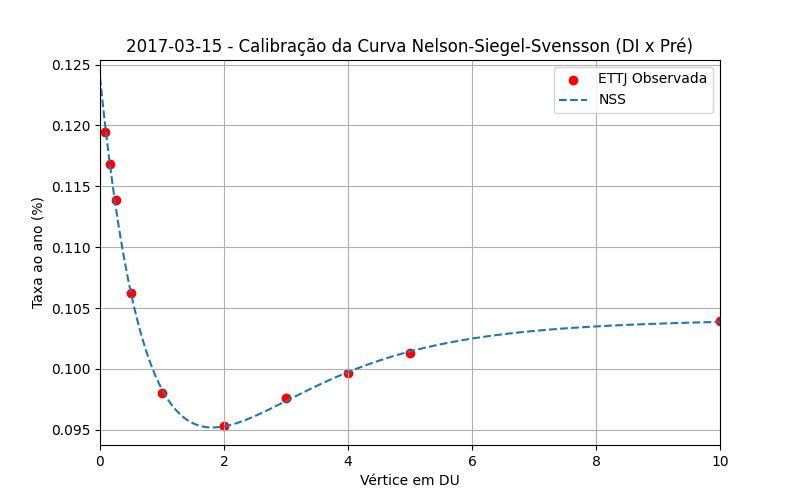 2017-03-15 - Calibração da Curva Nelson-Siegel-Svensson (DI x Pré)
ETTJ Observada
NSS
Taxa ao ano (%)
0.125
0.120
0.115
0.110
0.105
0.100
0.095
0 2 4 6 8 10
Vértice em DU